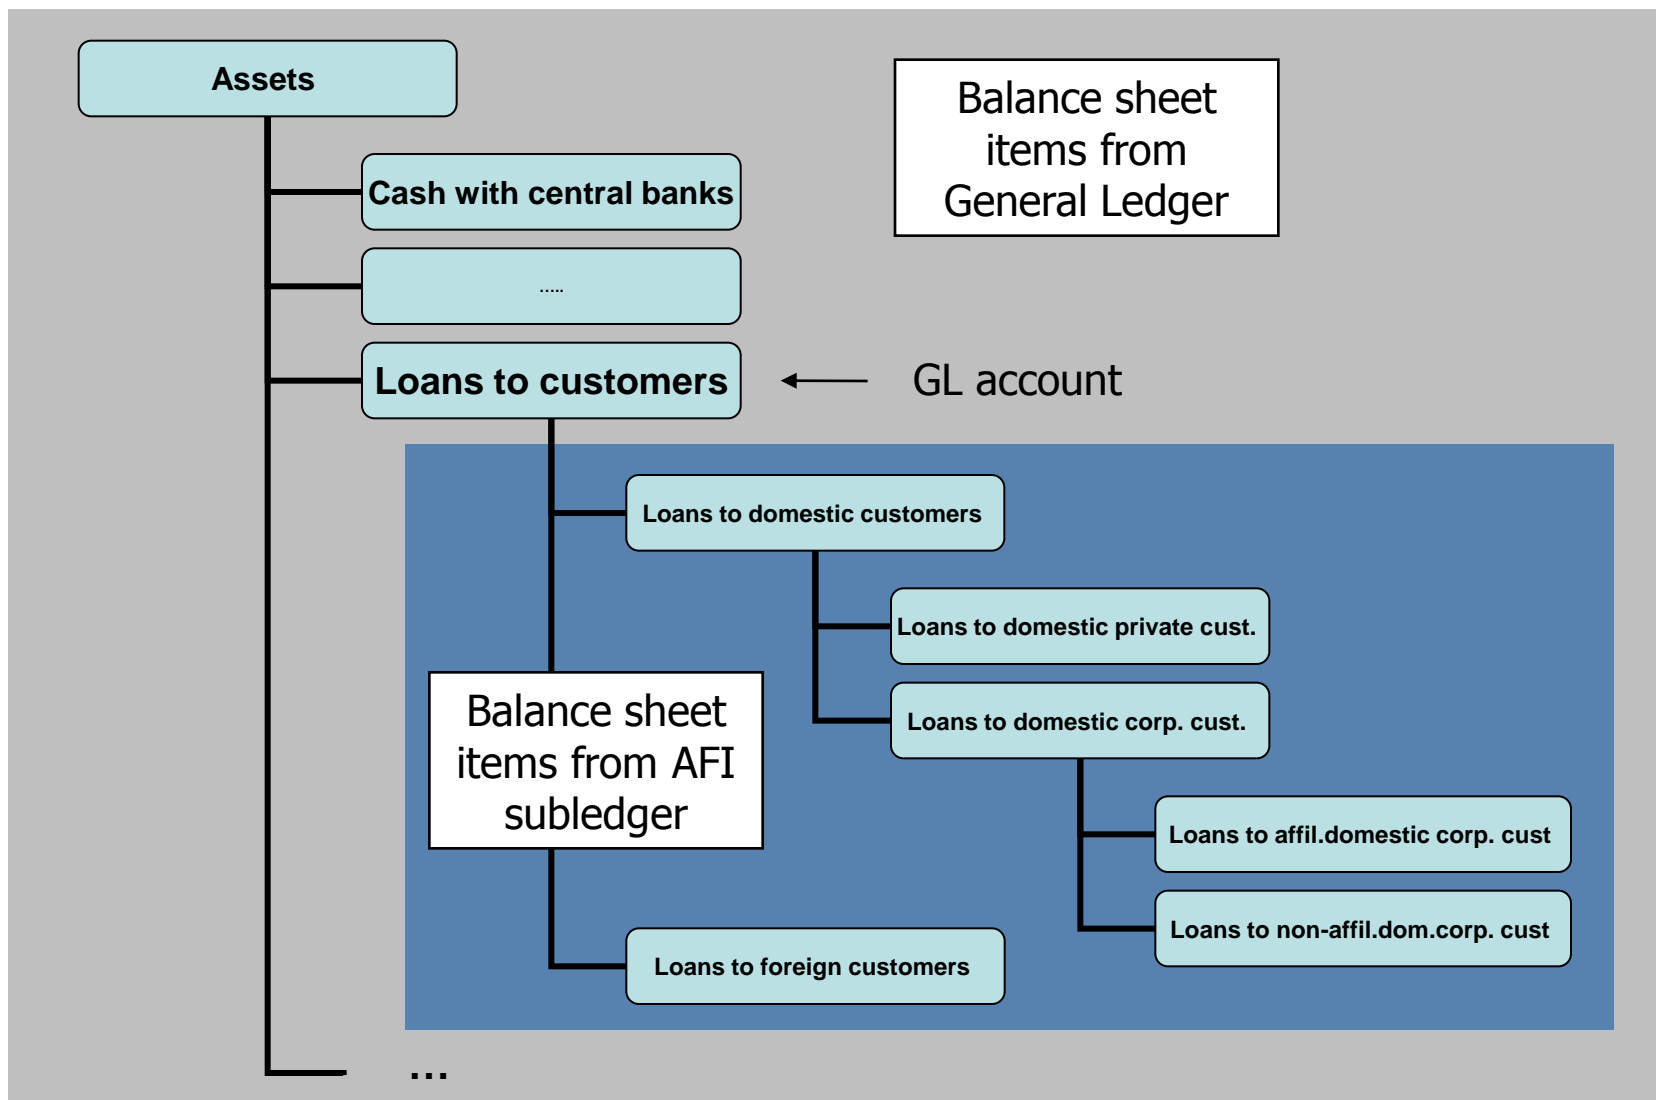 Assets
Balance sheet
items from
General Ledger
Cash with central banks
.....
Loans to customers
GL account
Loans to domestic customers
Loans to domestic private cust.
Balance sheet
items from AFI
subledger
Loans to domestic corp. cust.
Loans to affil.domestic corp. cust
Loans to non-affil.dom.corp. cust
Loans to foreign customers
...